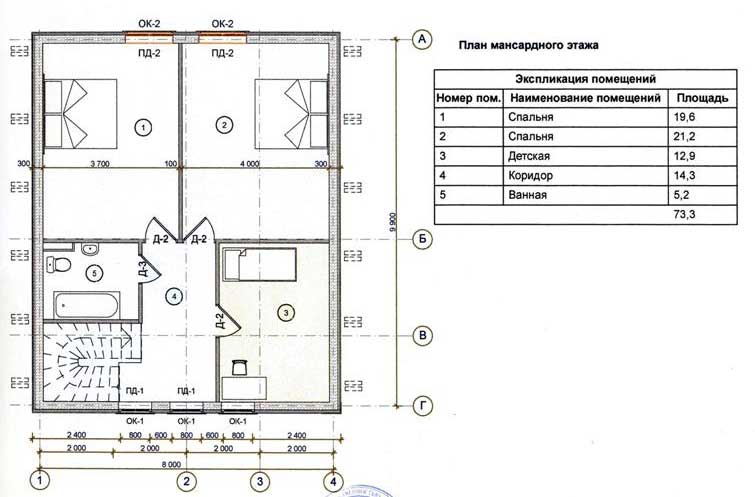 ОК-2 ОК-2
ПД-2 ПД-2
А
План мансардного этажа
Экспликация помещений
Номер пом. Наименование помещений Площадь
1 Спальня 19,6
2 Спальня 21,2
3 Детская 12,9
4 Коридор 14,3
5 Ванная 5,2
73,3
1 2
300 3 700 100 4 000 300
9 900
Д-2 Д-2
Б
Д-3
5
4
3
Д-2
В
ПД-1 ПД-1
Г
ОК-1 ОК-1 ОК-1
2 400 800 600 800 600 800 2 400
2 000 2 000 2 000 2 000
8 000
1 2 3 4